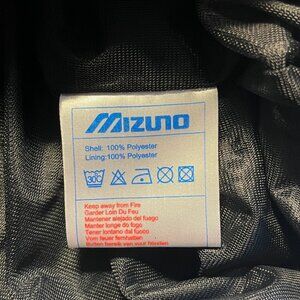 MIZUNO
Shell: 100% Polyester
Lining:100% Polyester
30
Keep away from Fire
Garder Loin Du Feu
Mantener alejado del fuego
Manter longe do fogo
Tener lontano dal fuoco
Vom feuer fernhatten